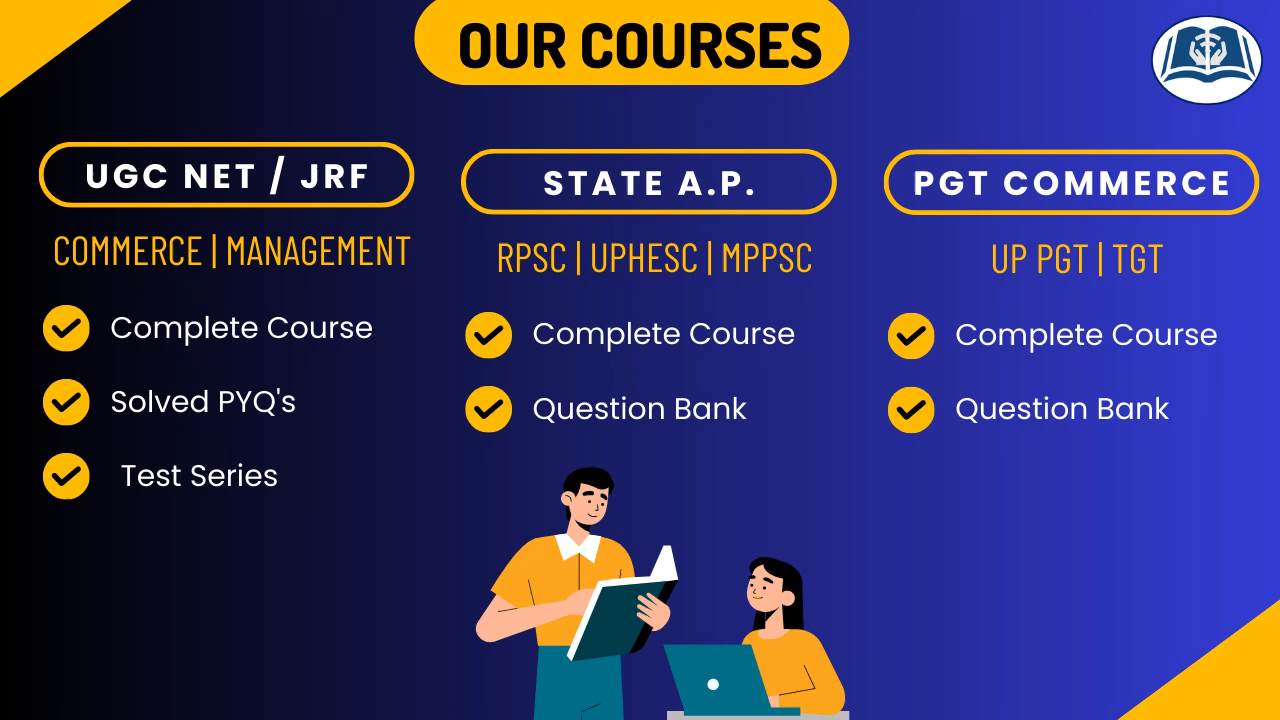 OUR COURSES
UGC NET / JRF
COMMERCE | MANAGEMENT
Complete Course
Solved PYQ's
Test Series
STATE A.P.
RPSC | UPHESC | MPPSC
Complete Course
Question Bank
PGT COMMERCE
UP PGT | TGT
Complete Course
Question Bank